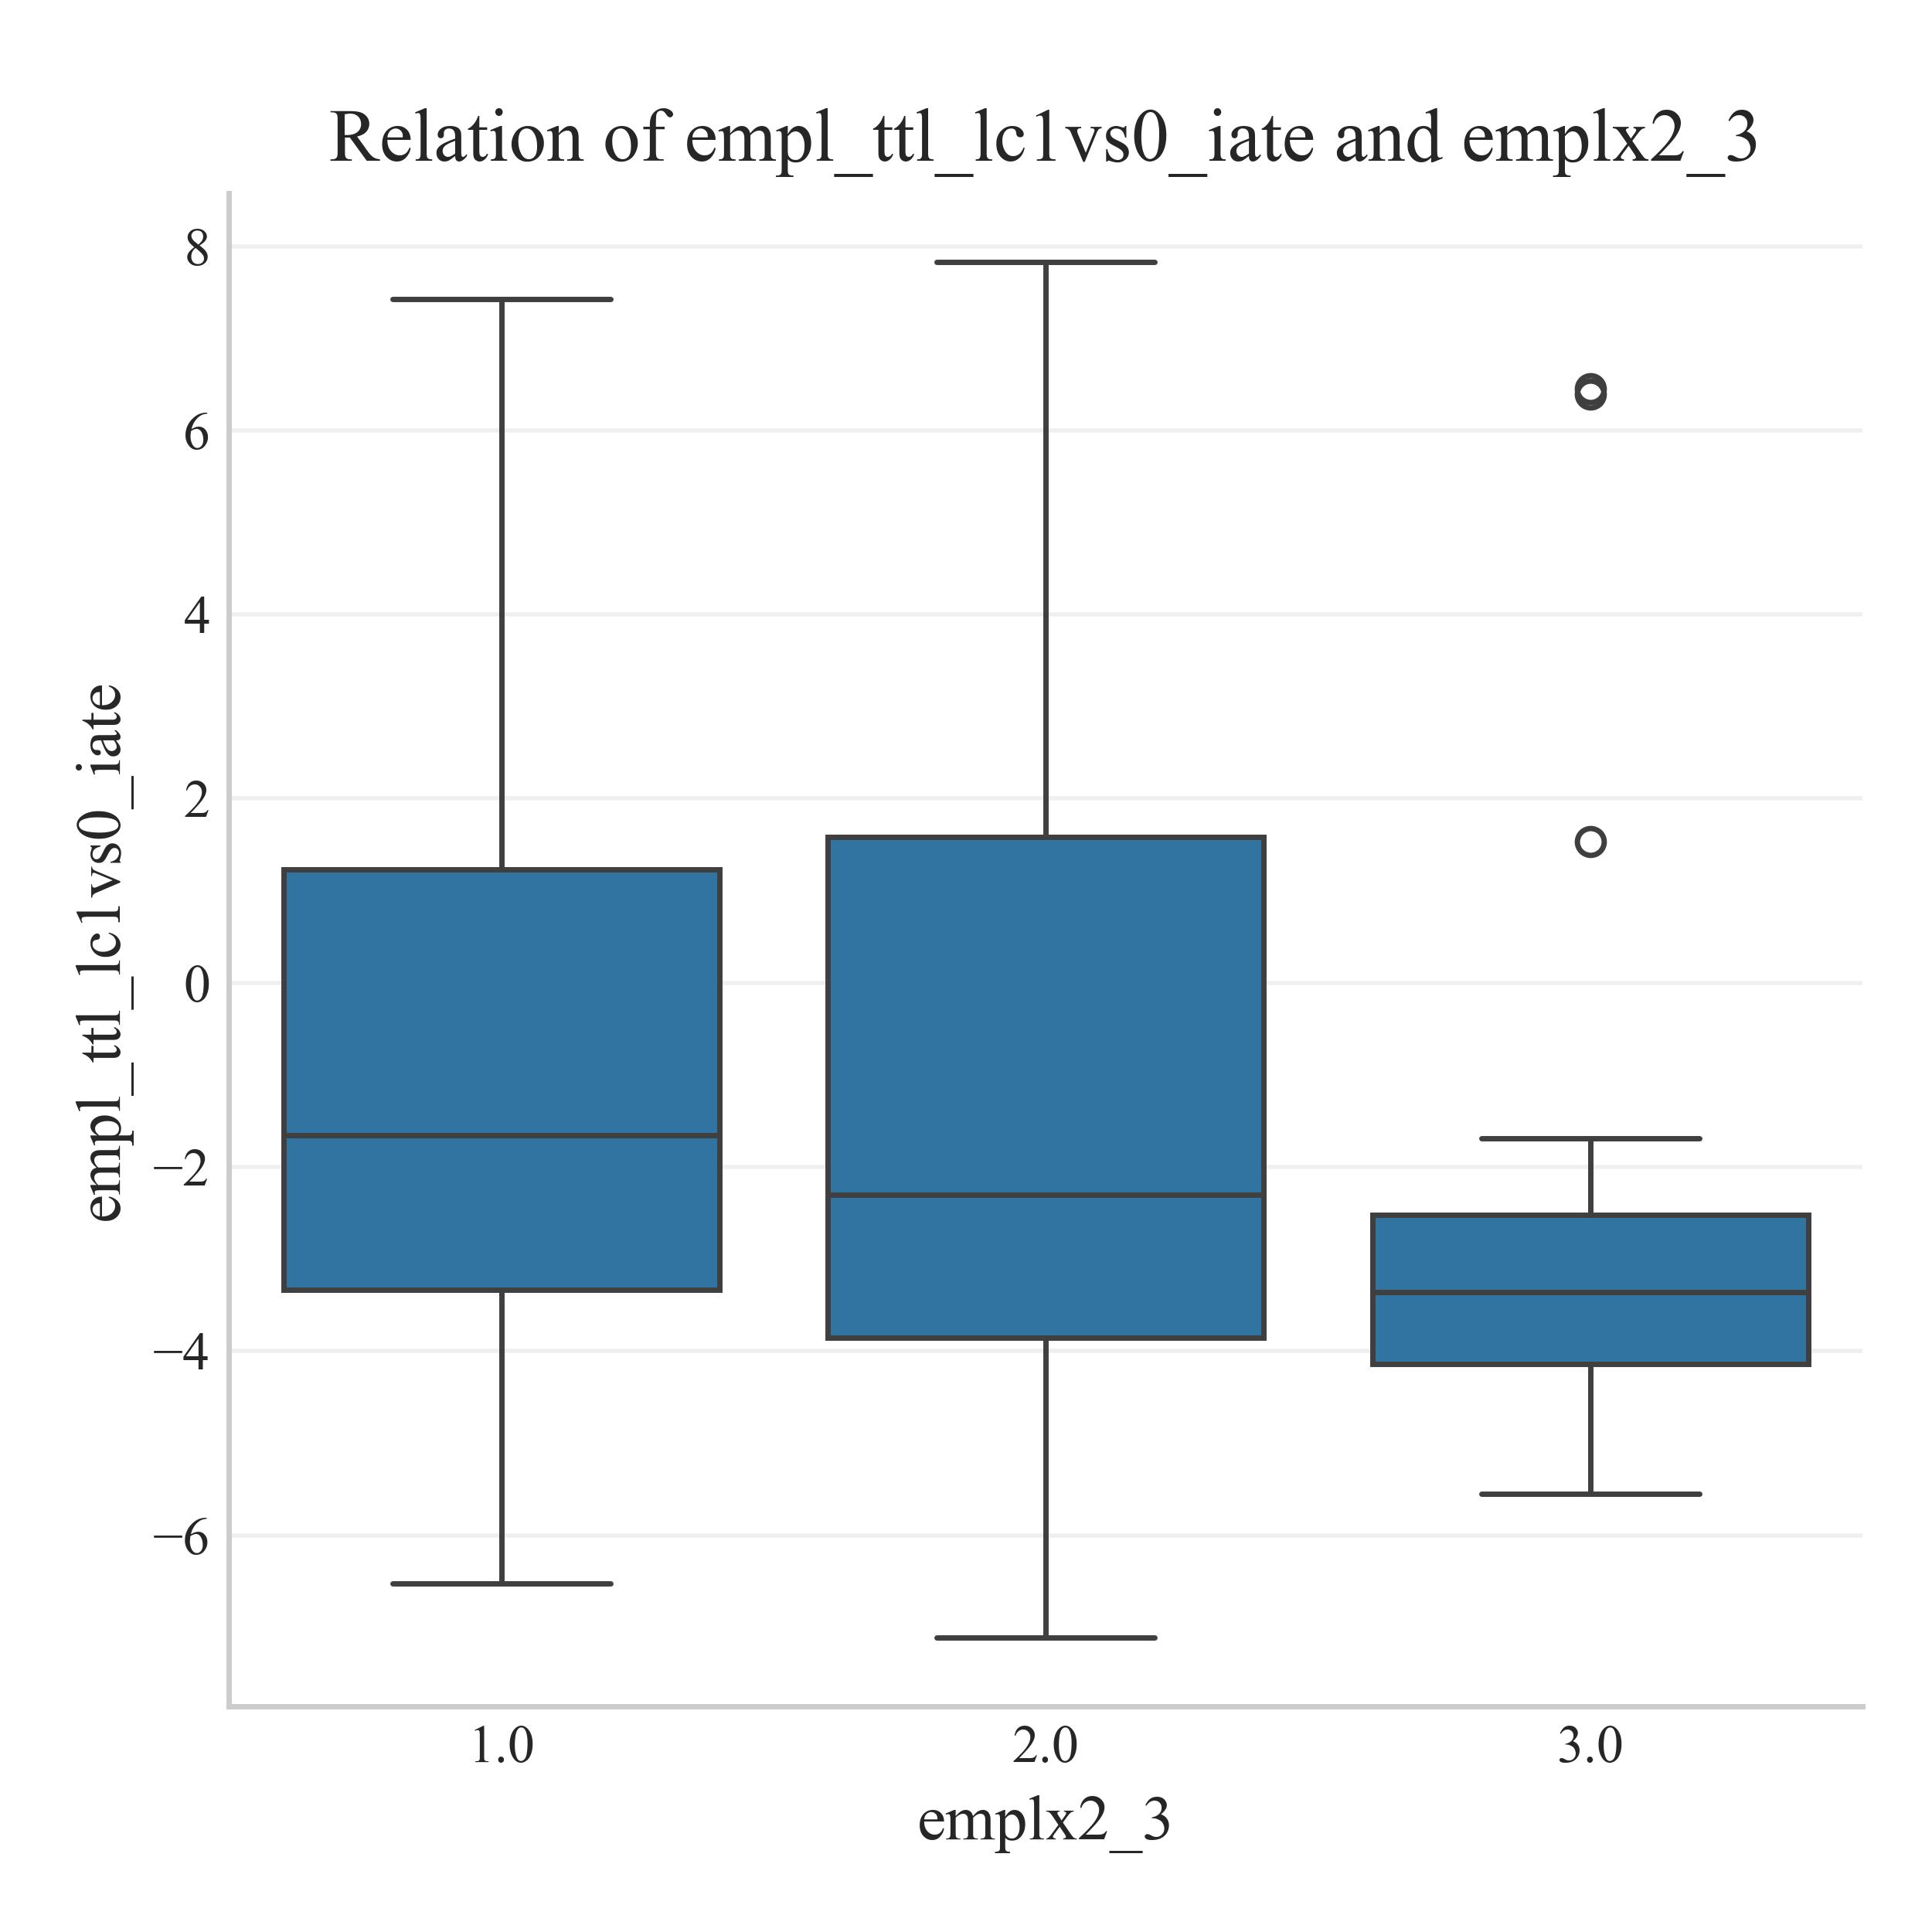 Relation of empl_ttl_lc1vs0_iate and emplx2_3
empl_ttl_lc1vs0_iate
8
6
4
2
0
−2
−4
−6
1.0 2.0 3.0
emplx2_3